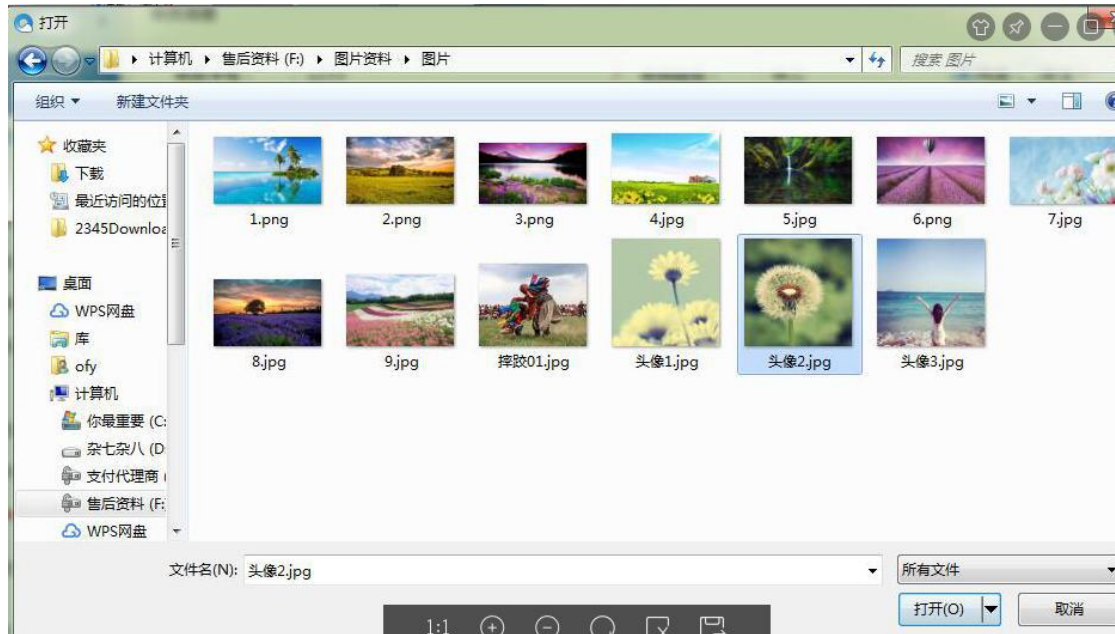 打开
计算机 售后资料 (F:) 图片资料 图片
搜索 图片
组织 新建文件夹
收藏夹
下载
最近访问的位置
2345Downloa
桌面
WPS网盘
库
ofy
计算机
你最重要 (C:
杂七杂八 (D
支付代理商 (
售后资料 (F:
WPS网盘
1.png 2.png 3.png 4.jpg 5.jpg 6.png 7.jpg
8.jpg 9.jpg 摔跤01.jpg 头像1.jpg 头像2.jpg 头像3.jpg
文件名(N): 头像2.jpg 所有文件
打开(O) 取消
1:1